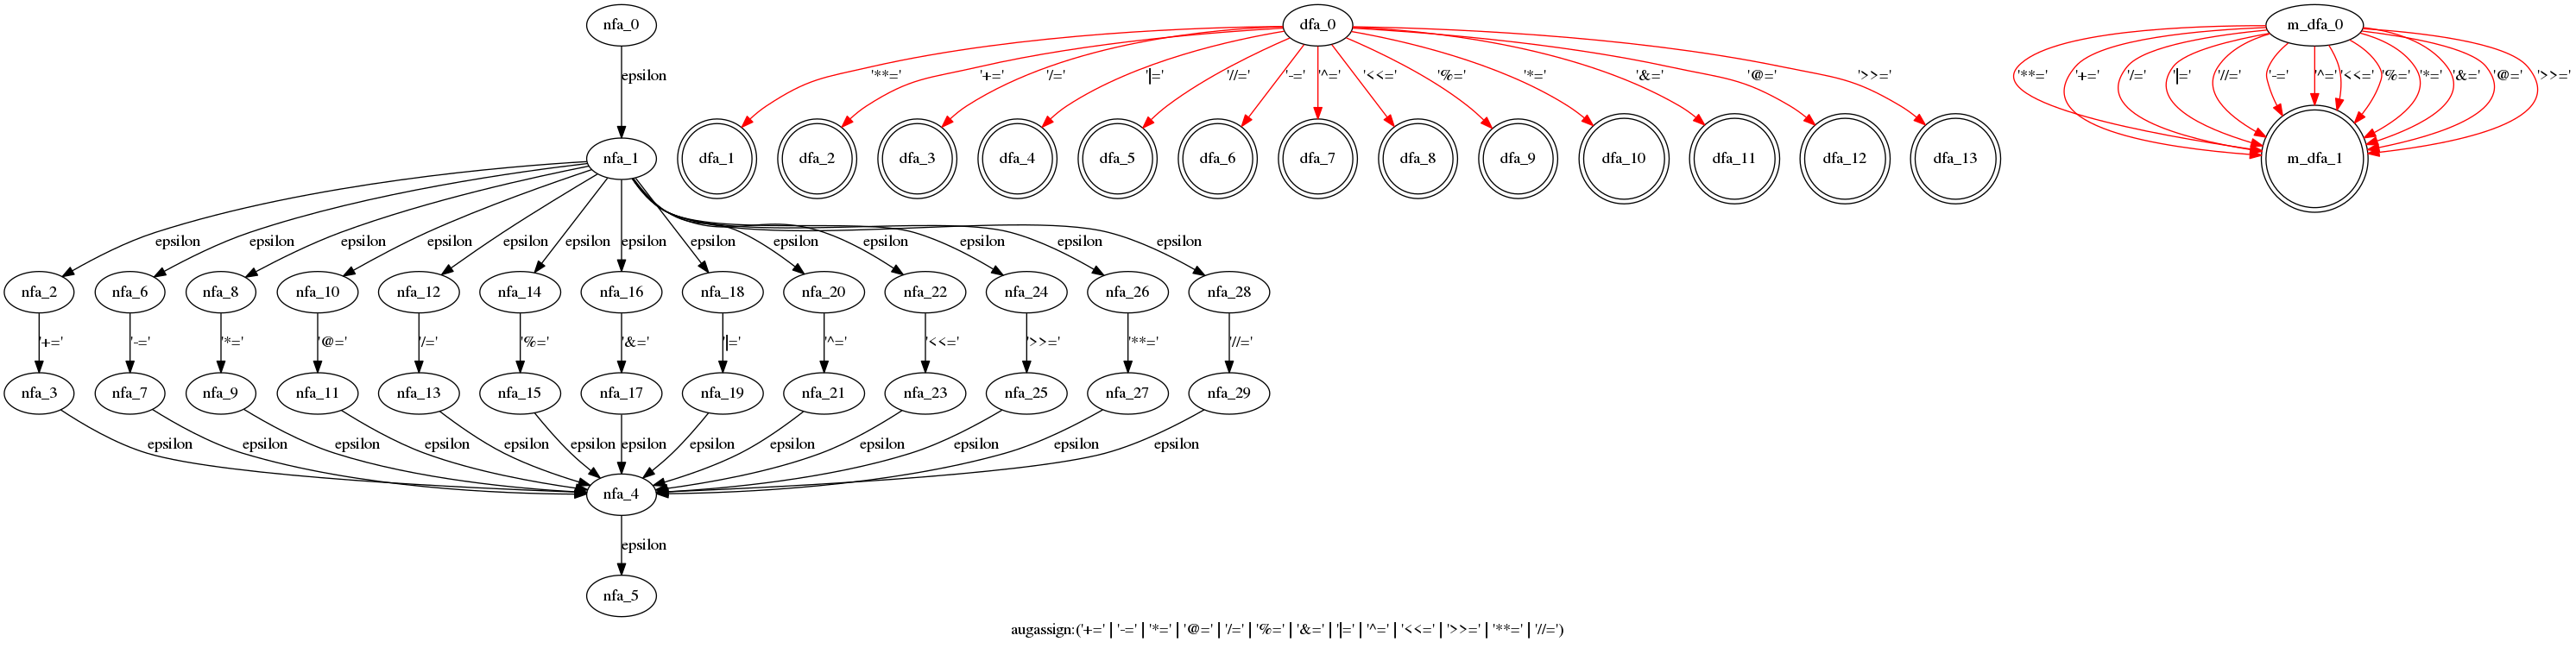 nfa_0 dfa_0 m_dfa_0
epsilon '**=' '+=' '/=' '|=' '//=' '-=' '^=' '<<=' '%=' '*=' '&=' '@=' '>>=' '**=' '+=' '/=' '|=' '//=' '-=' '^=' '<<=' '%=' '*=' '&=' '@=' '>>='
nfa_1 dfa_1 dfa_2 dfa_3 dfa_4 dfa_5 dfa_6 dfa_7 dfa_8 dfa_9 dfa_10 dfa_11 dfa_12 dfa_13 m_dfa_1
epsilon epsilon epsilon epsilon epsilon epsilon epsilon epsilon epsilon epsilon epsilon epsilon epsilon
nfa_2 nfa_6 nfa_8 nfa_10 nfa_12 nfa_14 nfa_16 nfa_18 nfa_20 nfa_22 nfa_24 nfa_26 nfa_28
'+=' '-=' '*=' '@=' '/=' '%=' '&=' '|=' '^=' '<<=' '>>=' '**=' '//='
nfa_3 nfa_7 nfa_9 nfa_11 nfa_13 nfa_15 nfa_17 nfa_19 nfa_21 nfa_23 nfa_25 nfa_27 nfa_29
epsilon epsilon epsilon epsilon epsilon epsilon epsilon epsilon epsilon epsilon epsilon epsilon epsilon
nfa_4
epsilon
nfa_5
augassign:('+=' | '-=' | '*=' | '@=' | '/=' | '%=' | '&=' | '|=' | '^=' | '<<=' | '>>=' | '**=' | '//=')